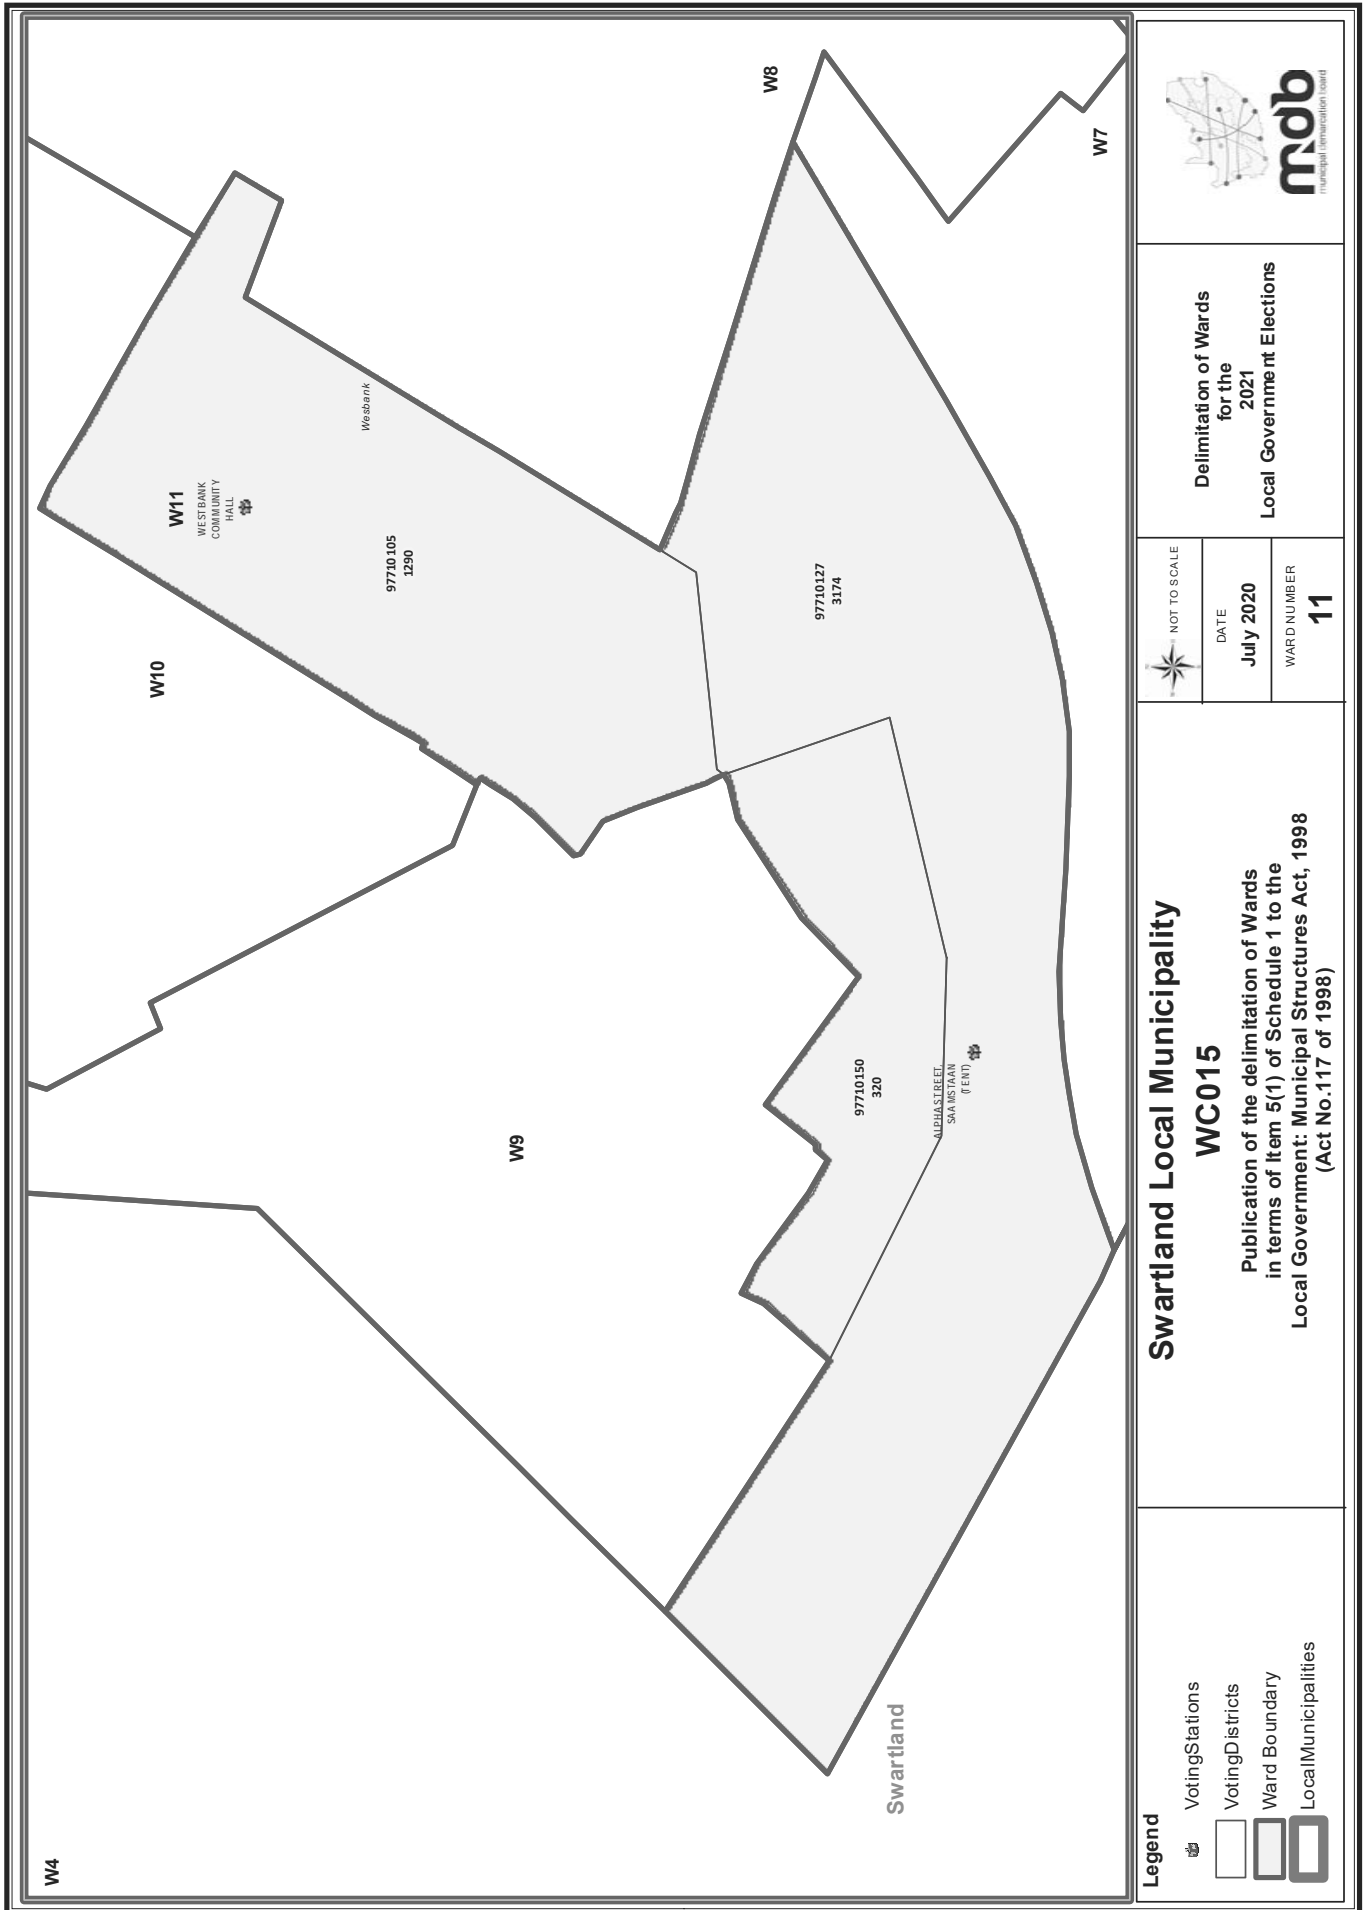 W4
W9
W10
W11
WESTBANK
COMMUNITY
HALL
Wesbank
97710105
1290
W8
W7
97710127
3174
97710150
320
ALPHA STREET,
SAAMSTAAN
(TENT)
Swartland
Legend
VotingStations
VotingDistricts
Ward Boundary
LocalMunicipalities
Swartland Local Municipality
WC015
Publication of the delimitation of Wards
in terms of Item 5(1) of Schedule 1 to the
Local Government: Municipal Structures Act, 1998
(Act No.117 of 1998)
NOT TO SCALE
DATE
July 2020
WARD NUMBER
11
Delimitation of Wards
for the
2021
Local Government Elections
mdb
municipal demarcation board